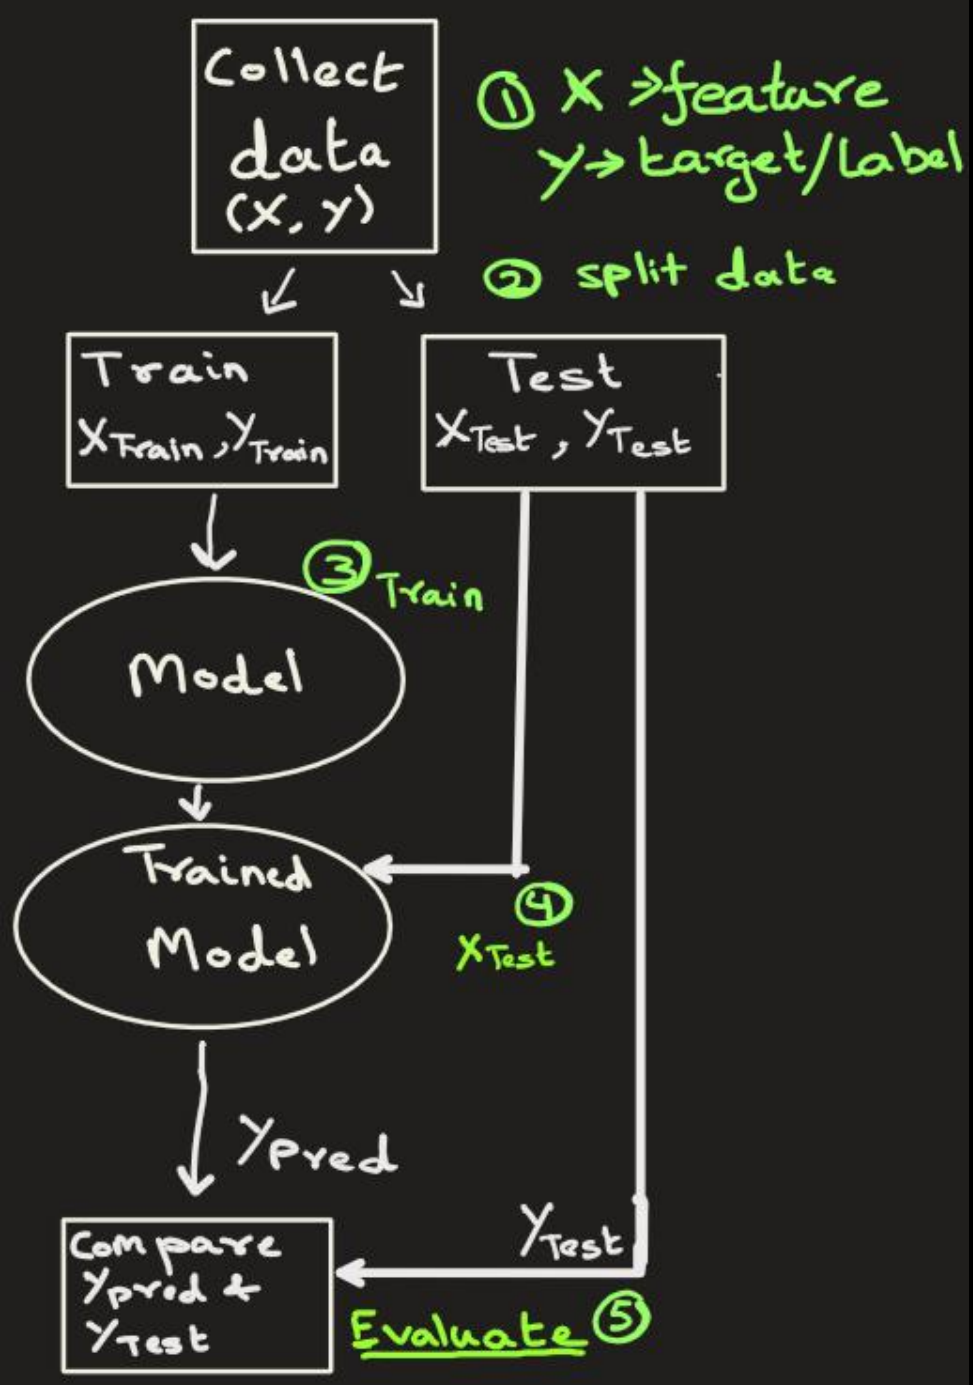 Collect
data
(X, y)
① X →feature
y→target/Label
② split data
Train
XTrain, yTrain
Test
XTest, yTest
③ Train
Model
Trained
Model
④
XTest
ypred
yTest
Compare
ypred &
yTest
Evaluate ⑤